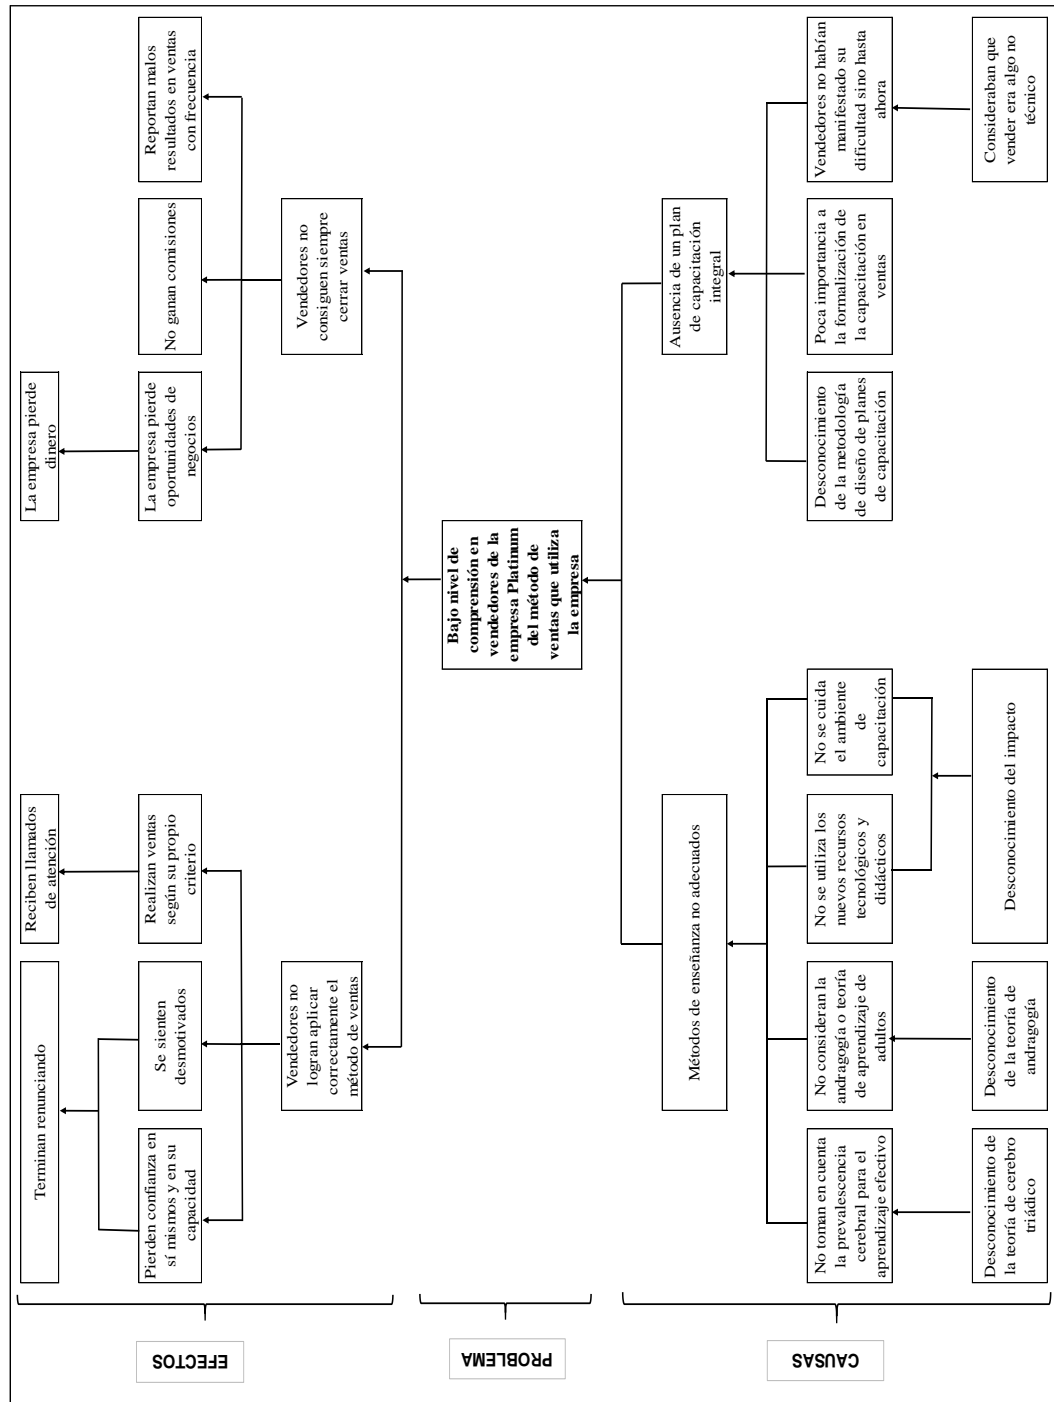 EFECTOS
Terminan renunciando
Reciben llamados
de atención
La empresa pierde
dinero
Pierden confianza en
sí mismos y en su
capacidad
Se sienten
desmotivados
Realizan ventas
según su propio
criterio
La empresa pierde
oportunidades de
negocios
No ganan comisiones
Reportan malos
resultados en ventas
con frecuencia
Vendedores no
logran aplicar
correctamente el
método de ventas
Vendedores no
consiguen siempre
cerrar ventas
PROBLEMA
Bajo nivel de
comprensión en
vendedores de la
empresa Platinum
del método de
ventas que utiliza
la empresa
CAUSAS
Métodos de enseñanza no adecuados
Ausencia de un plan
de capacitación
integral
No toman en cuenta
la prevalescencia
cerebral para el
aprendizaje efectivo
No consideran la
andragogía o teoría
de aprendizaje de
adultos
No se utiliza los
nuevos recursos
tecnológicos y
didácticos
No se cuida
el ambiente
de
capacitación
Desconocimiento
de la metodología
de diseño de planes
de capacitación
Poca importancia a
la formalización de
la capacitación en
ventas
Vendedores no habían
manifestado su
dificultad sino hasta
ahora
Desconocimiento de
la teoría de cerebro
triádico
Desconocimiento
de la teoría de
andragogía
Desconocimiento del impacto
Consideraban que
vender era algo no
técnico